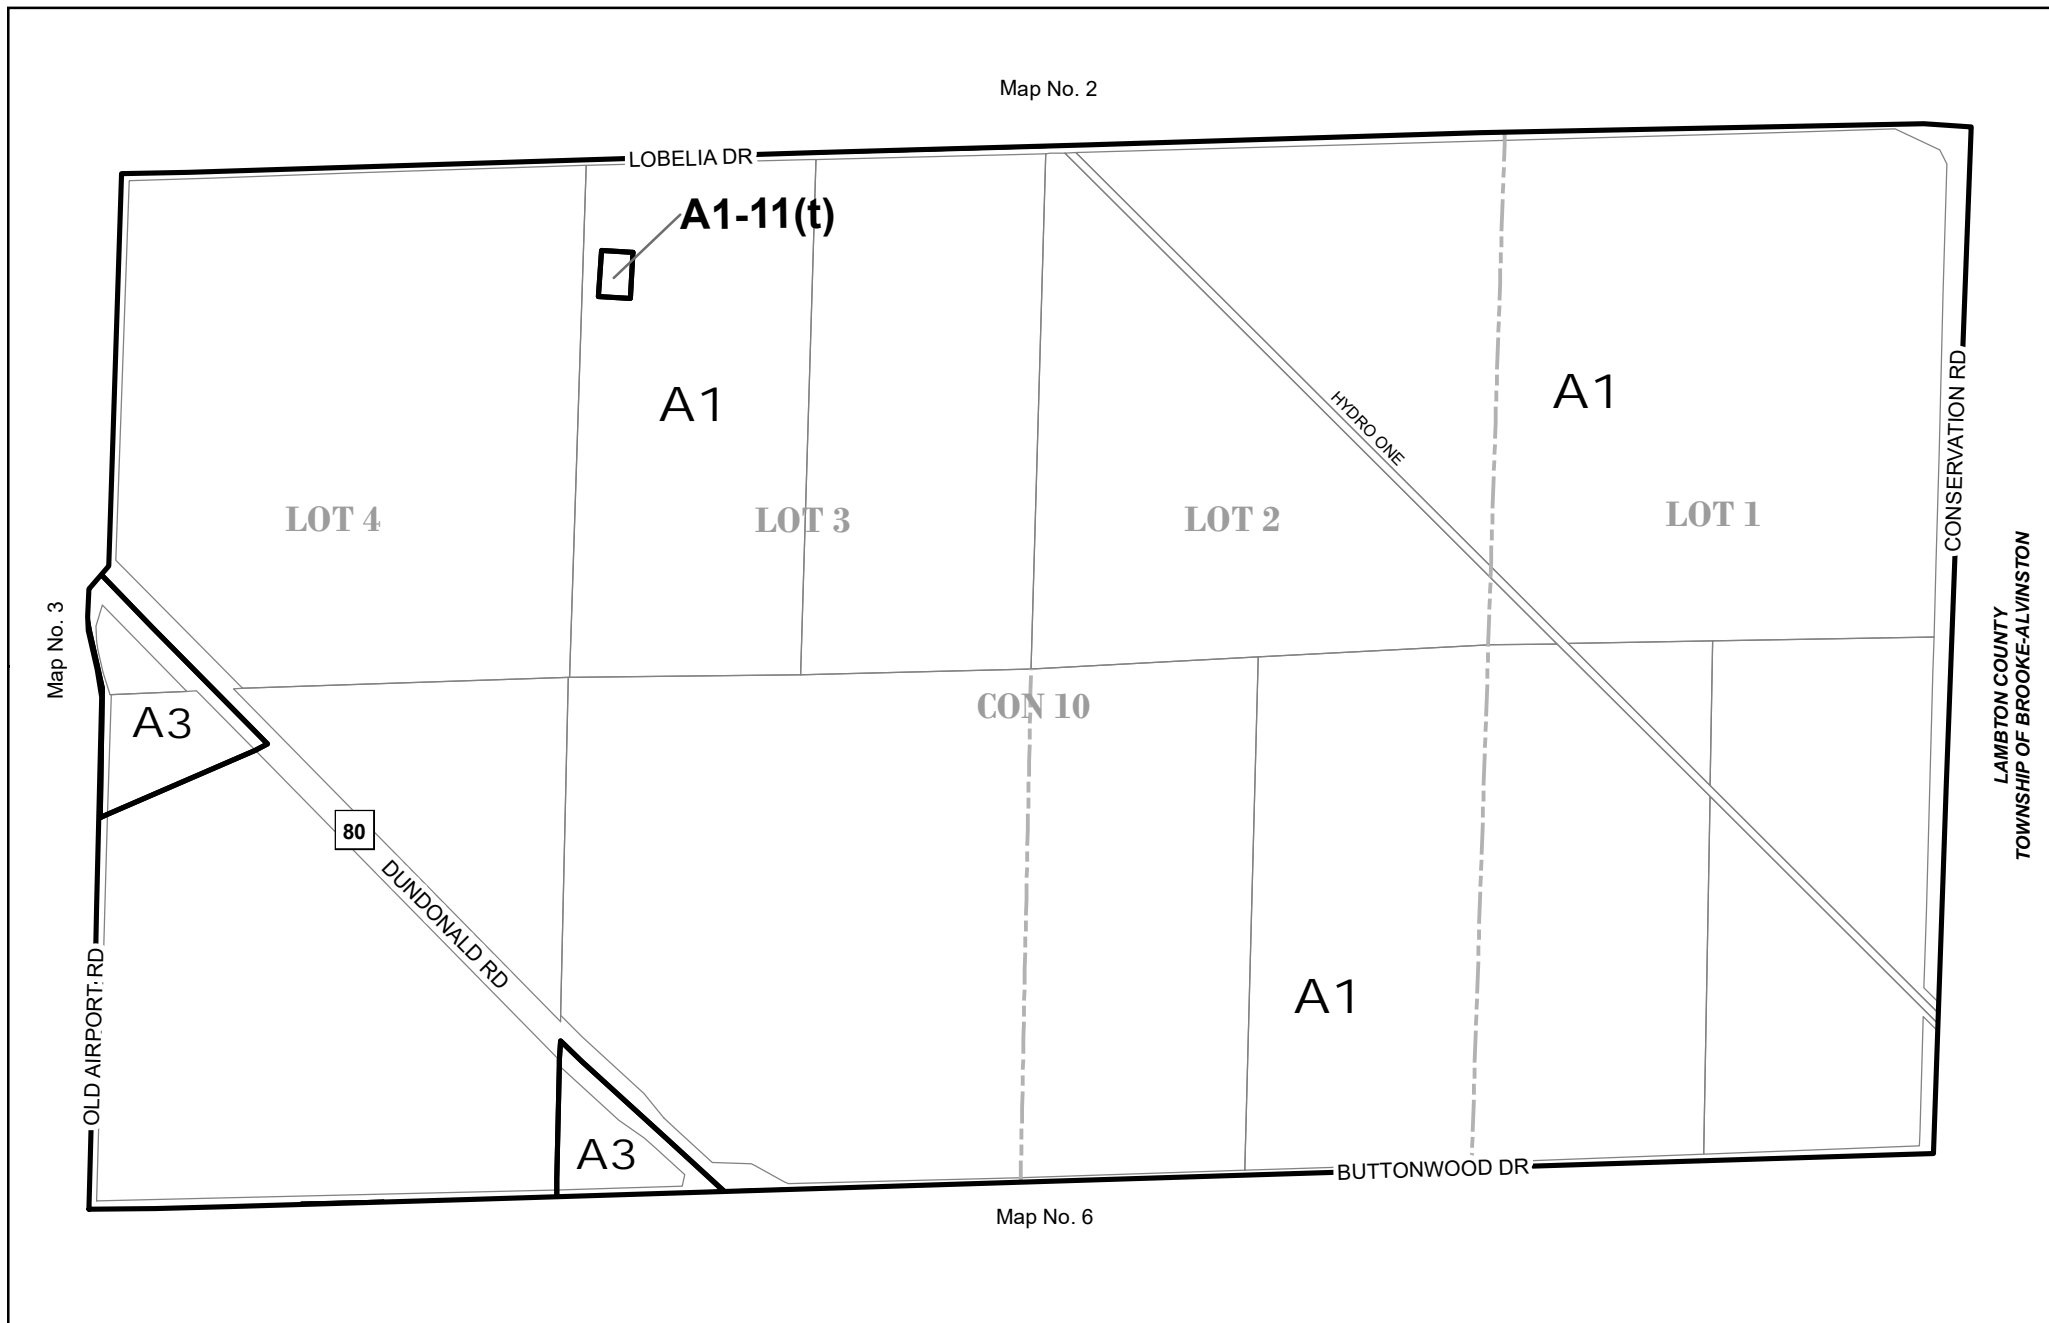 Map No. 2
LOBELIA DR
A1-11(t)
A1
A1
HYDRO ONE
CONSERVATION RD
LOT 4
LOT 3
LOT 2
LOT 1
Map No. 3
LAMBTON COUNTY
TOWNSHIP OF BROOKE-ALVINSTON
CON 10
A3
80
DUNDONALD RD
OLD AIRPORT RD
A1
A3
BUTTONWOOD DR
Map No. 6